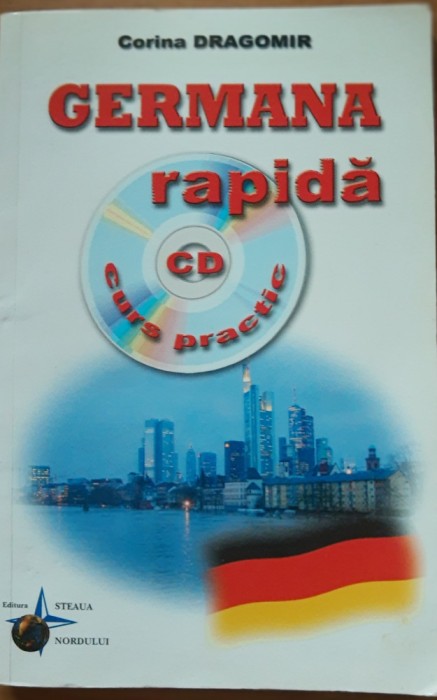 Corina DRAGOMIR
GERMANA
rapidă
CD
curs practic
Editura
STEAUA
NORDULUI